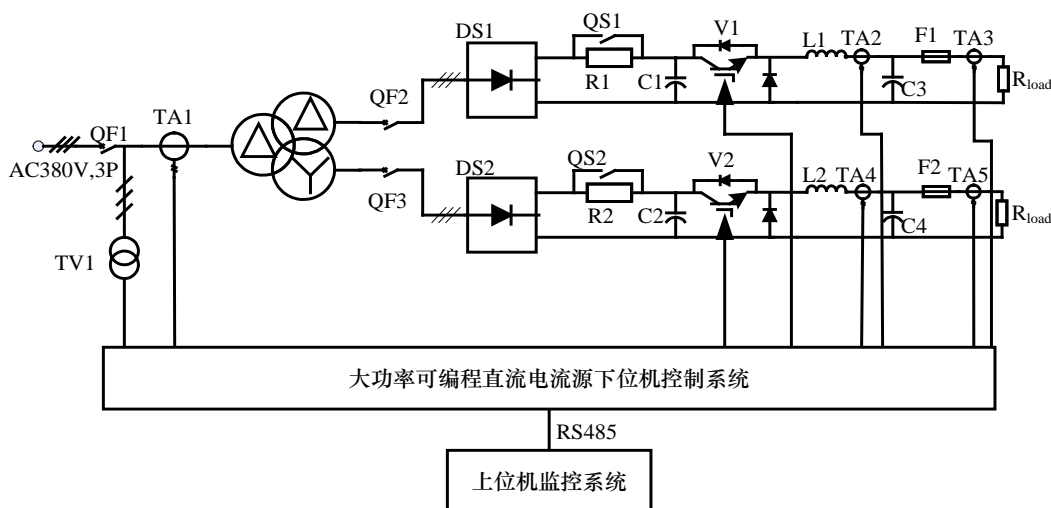 DS1
QS1
V1
L1
TA2
F1
TA3
R1
C1
C3
Rload
QF2
TA1
QF1
AC380V,3P
DS2
QS2
V2
L2
TA4
F2
TA5
QF3
R2
C2
C4
Rload
TV1
大功率可编程直流电流源下位机控制系统
RS485
上位机监控系统